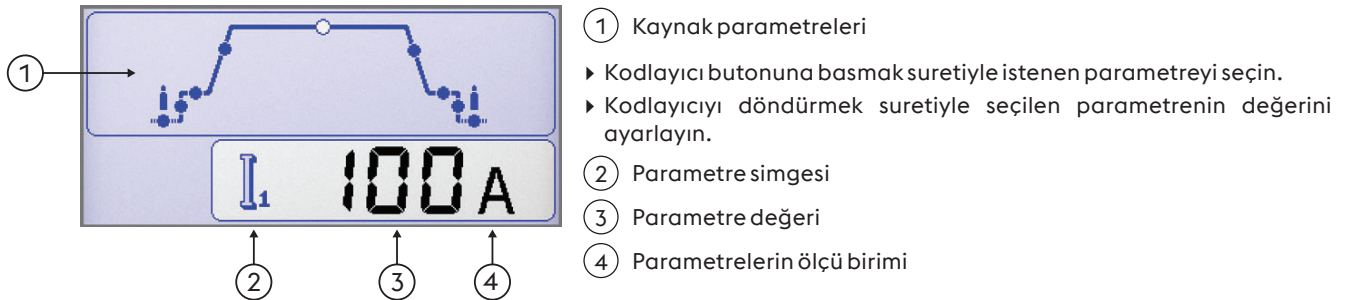 1 Kaynak parametreleri
▸ Kodlayıcı butonuna basmak suretiyle istenen parametreyi seçin.
▸ Kodlayıcıyı döndürmek suretiyle seçilen parametrenin değerini
ayarlayın.
2 Parametre simgesi
3 Parametre değeri
4 Parametrelerin ölçü birimi
1
I1 100 A
2 3 4